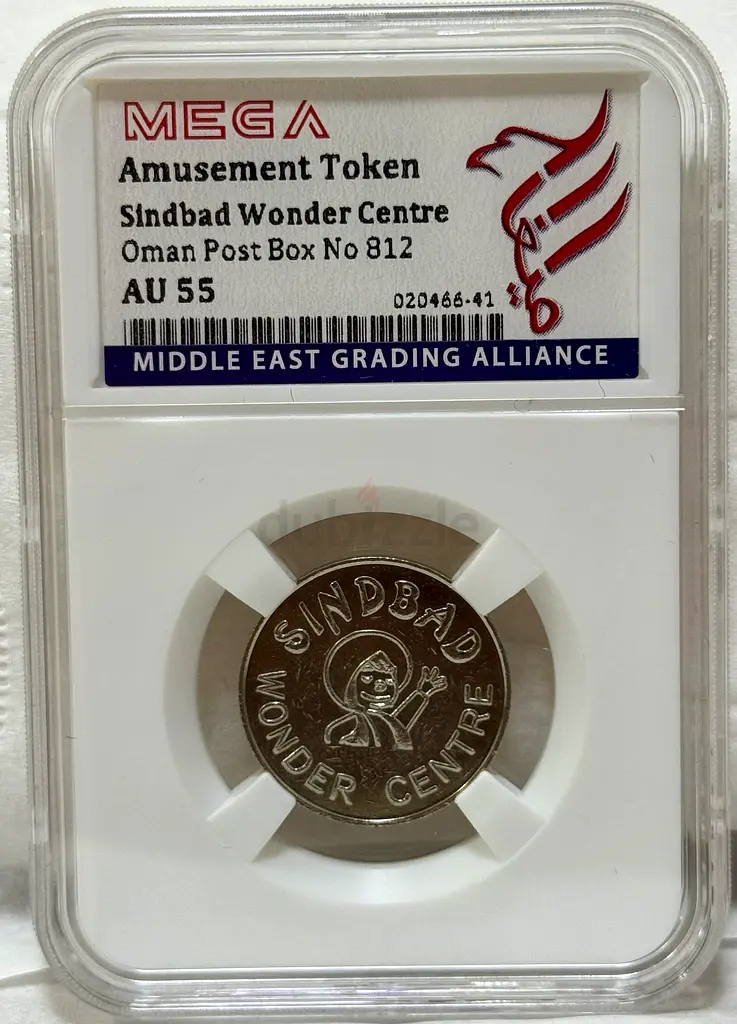 MEGA
Amusement Token
Sindbad Wonder Centre
Oman Post Box No 812
AU 55
020466-41
MIDDLE EAST GRADING ALLIANCE
dubizzle
SINDBAD
WONDER CENTRE